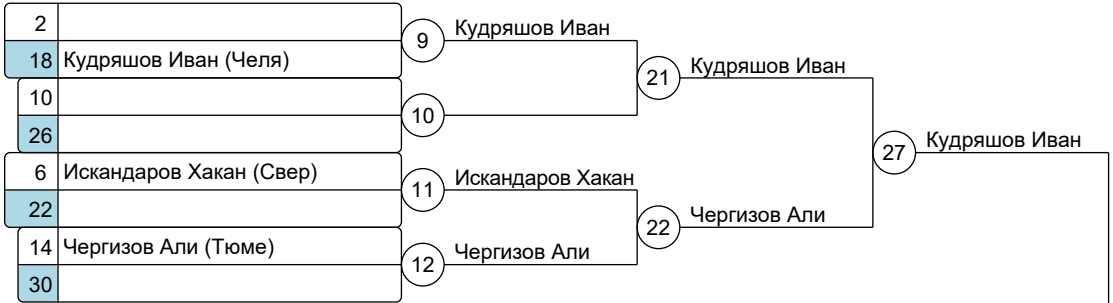 2
18 Кудряшов Иван (Челя)
9 Кудряшов Иван
10
26
10
21 Кудряшов Иван
6 Искандаров Хакан (Свер)
22
11 Искандаров Хакан
14 Чергизов Али (Тюме)
30
12 Чергизов Али
22 Чергизов Али
27 Кудряшов Иван